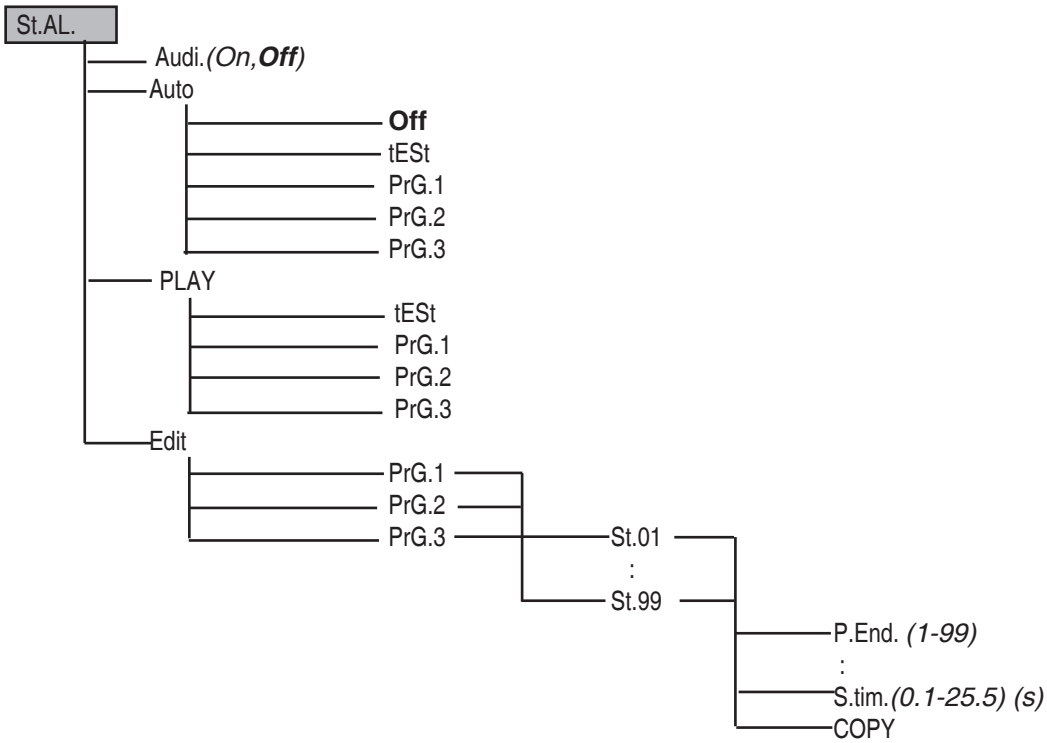 St.AL.
Audi.(On,Off)
Auto
Off
tESt
PrG.1
PrG.2
PrG.3
PLAY
tESt
PrG.1
PrG.2
PrG.3
Edit
PrG.1
PrG.2
PrG.3
St.01
:
St.99
P.End. (1-99)
:
S.tim.(0.1-25.5) (s)
COPY